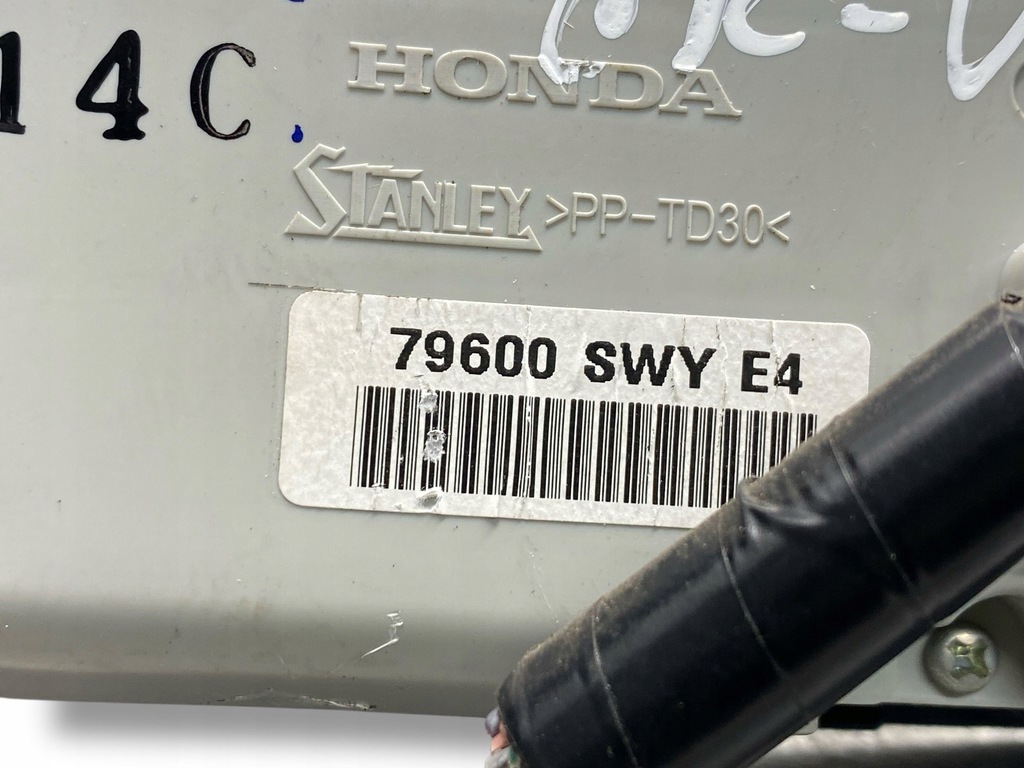 14C
HONDA
STANLEY >PP-TD30<
79600 SWY E4